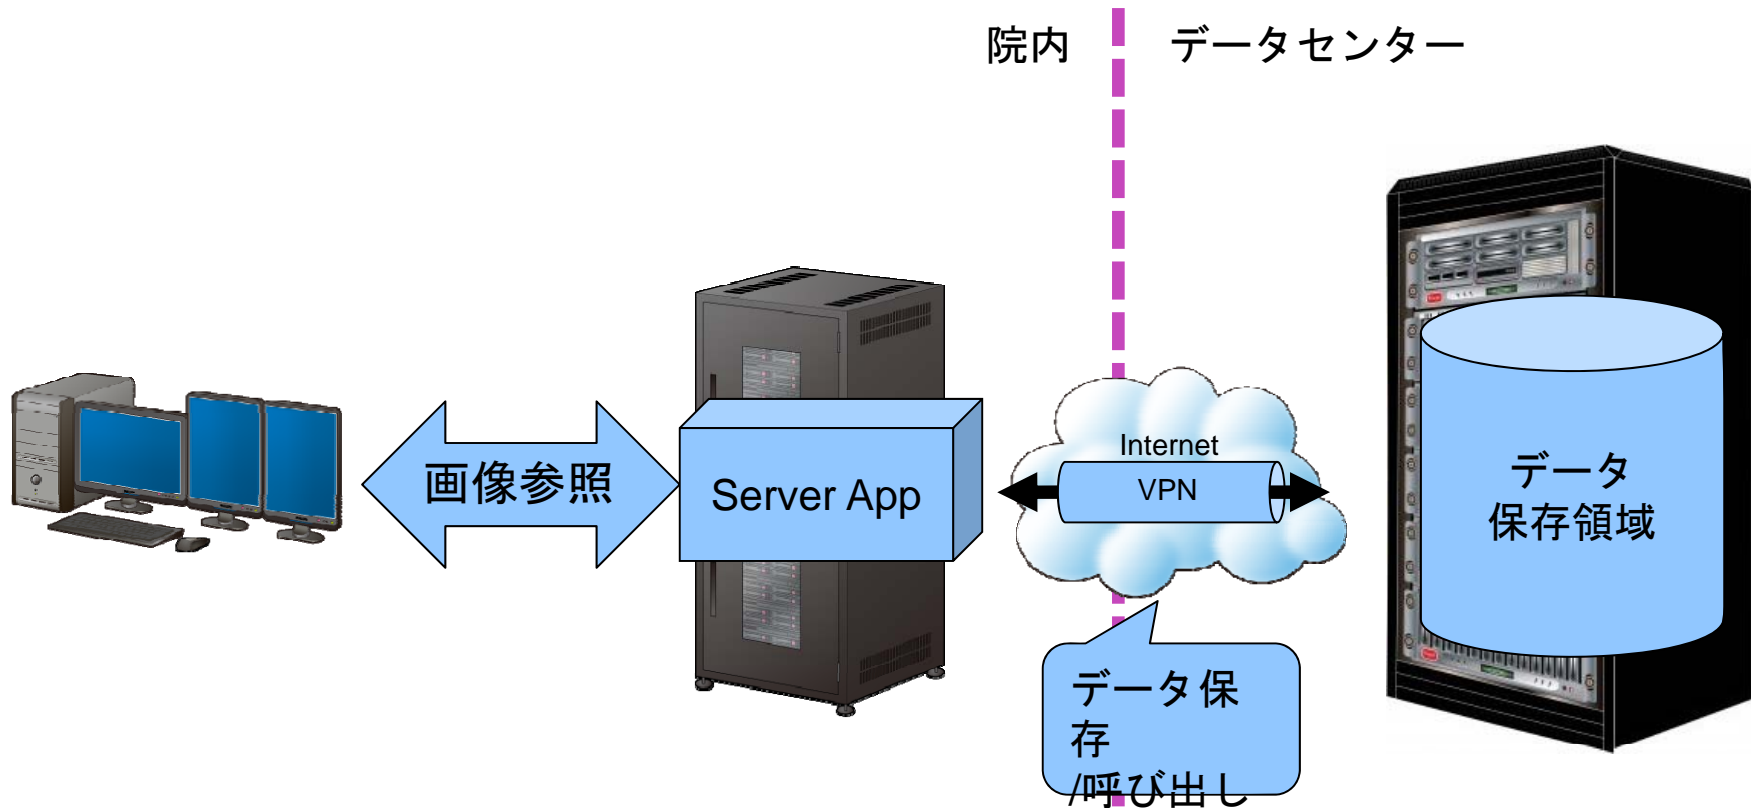 院内
データセンター
画像参照
Server App
Internet
VPN
データ
保存領域
データ保
存
/呼び出し